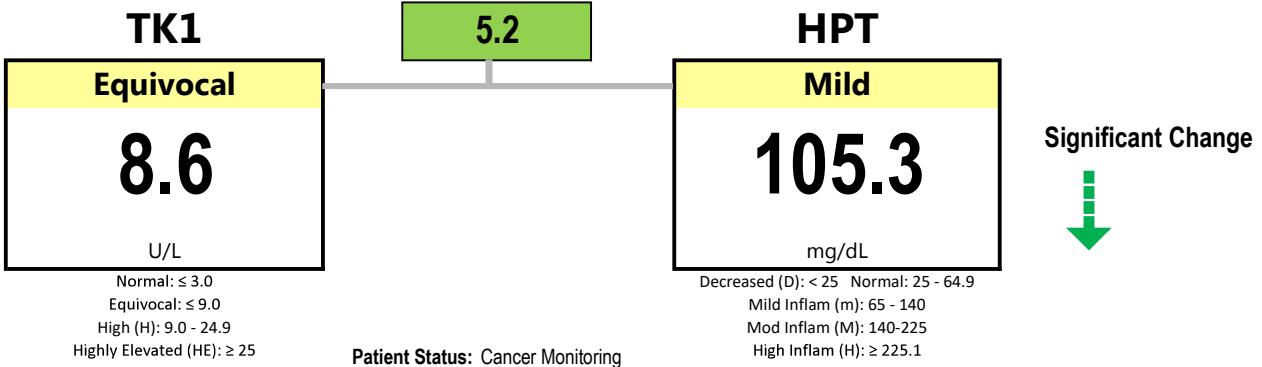 TK1
5.2
HPT
Equivocal
Mild
8.6
105.3
Significant Change
U/L
mg/dL
Normal: ≤ 3.0
Equivocal: ≤ 9.0
High (H): 9.0 - 24.9
Highly Elevated (HE): ≥ 25
Decreased (D): < 25 Normal: 25 - 64.9
Mild Inflam (m): 65 - 140
Mod Inflam (M): 140-225
High Inflam (H): ≥ 225.1
Patient Status: Cancer Monitoring